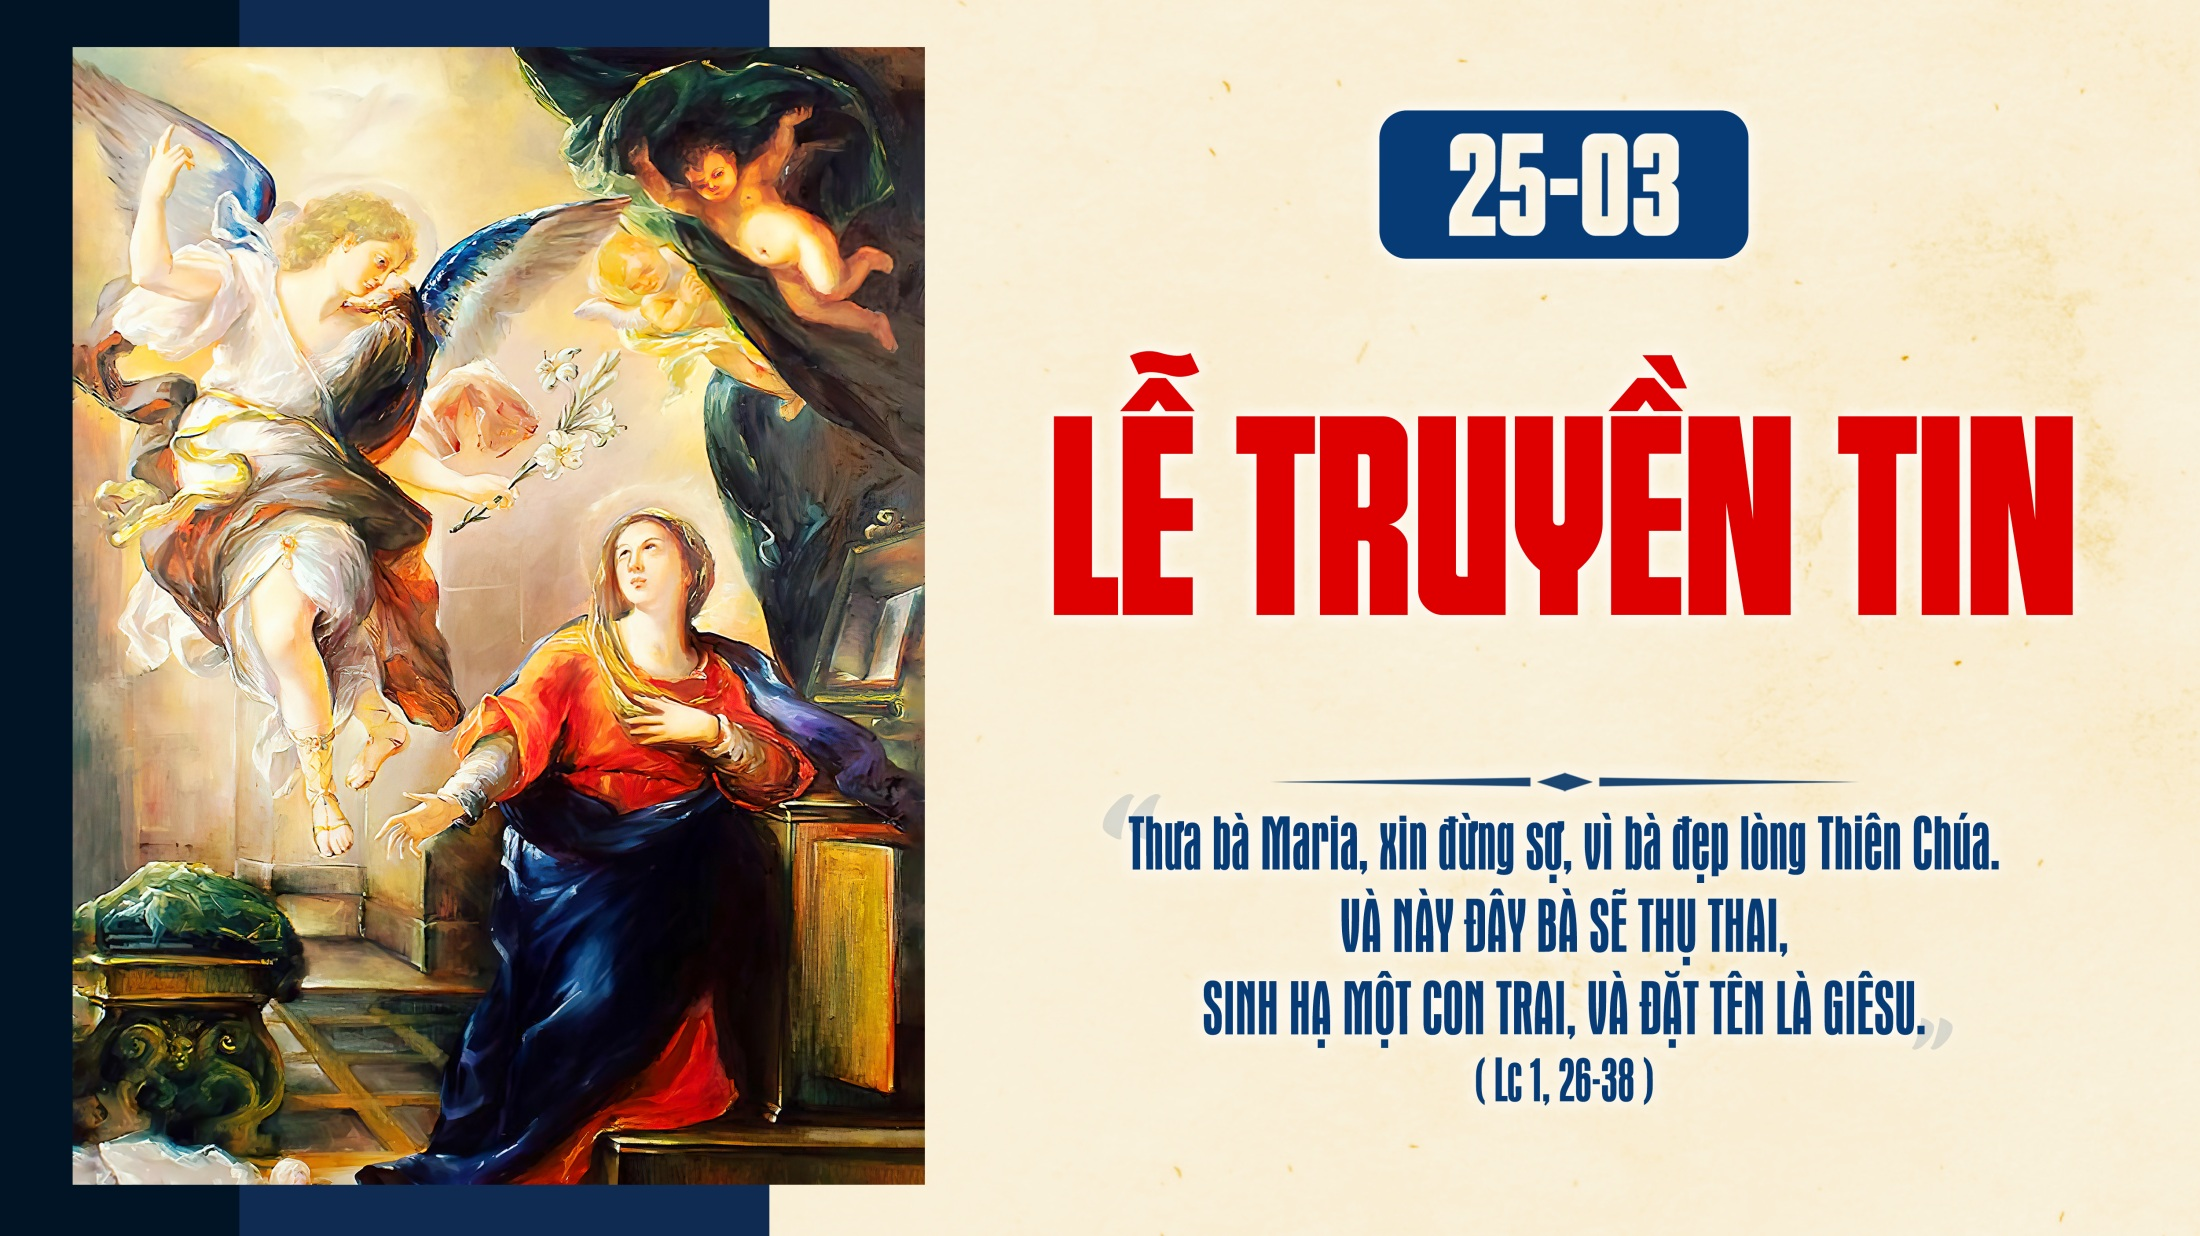 25-03
LỄ TRUYỀN TIN
“Thưa bà Maria, xin đừng sợ, vì bà đẹp lòng Thiên Chúa.
VÀ NÀY ĐÂY BÀ SẼ THỤ THAI,
SINH HẠ MỘT CON TRAI, VÀ ĐẶT TÊN LÀ GIÊSU.”
( Lc 1, 26-38 )